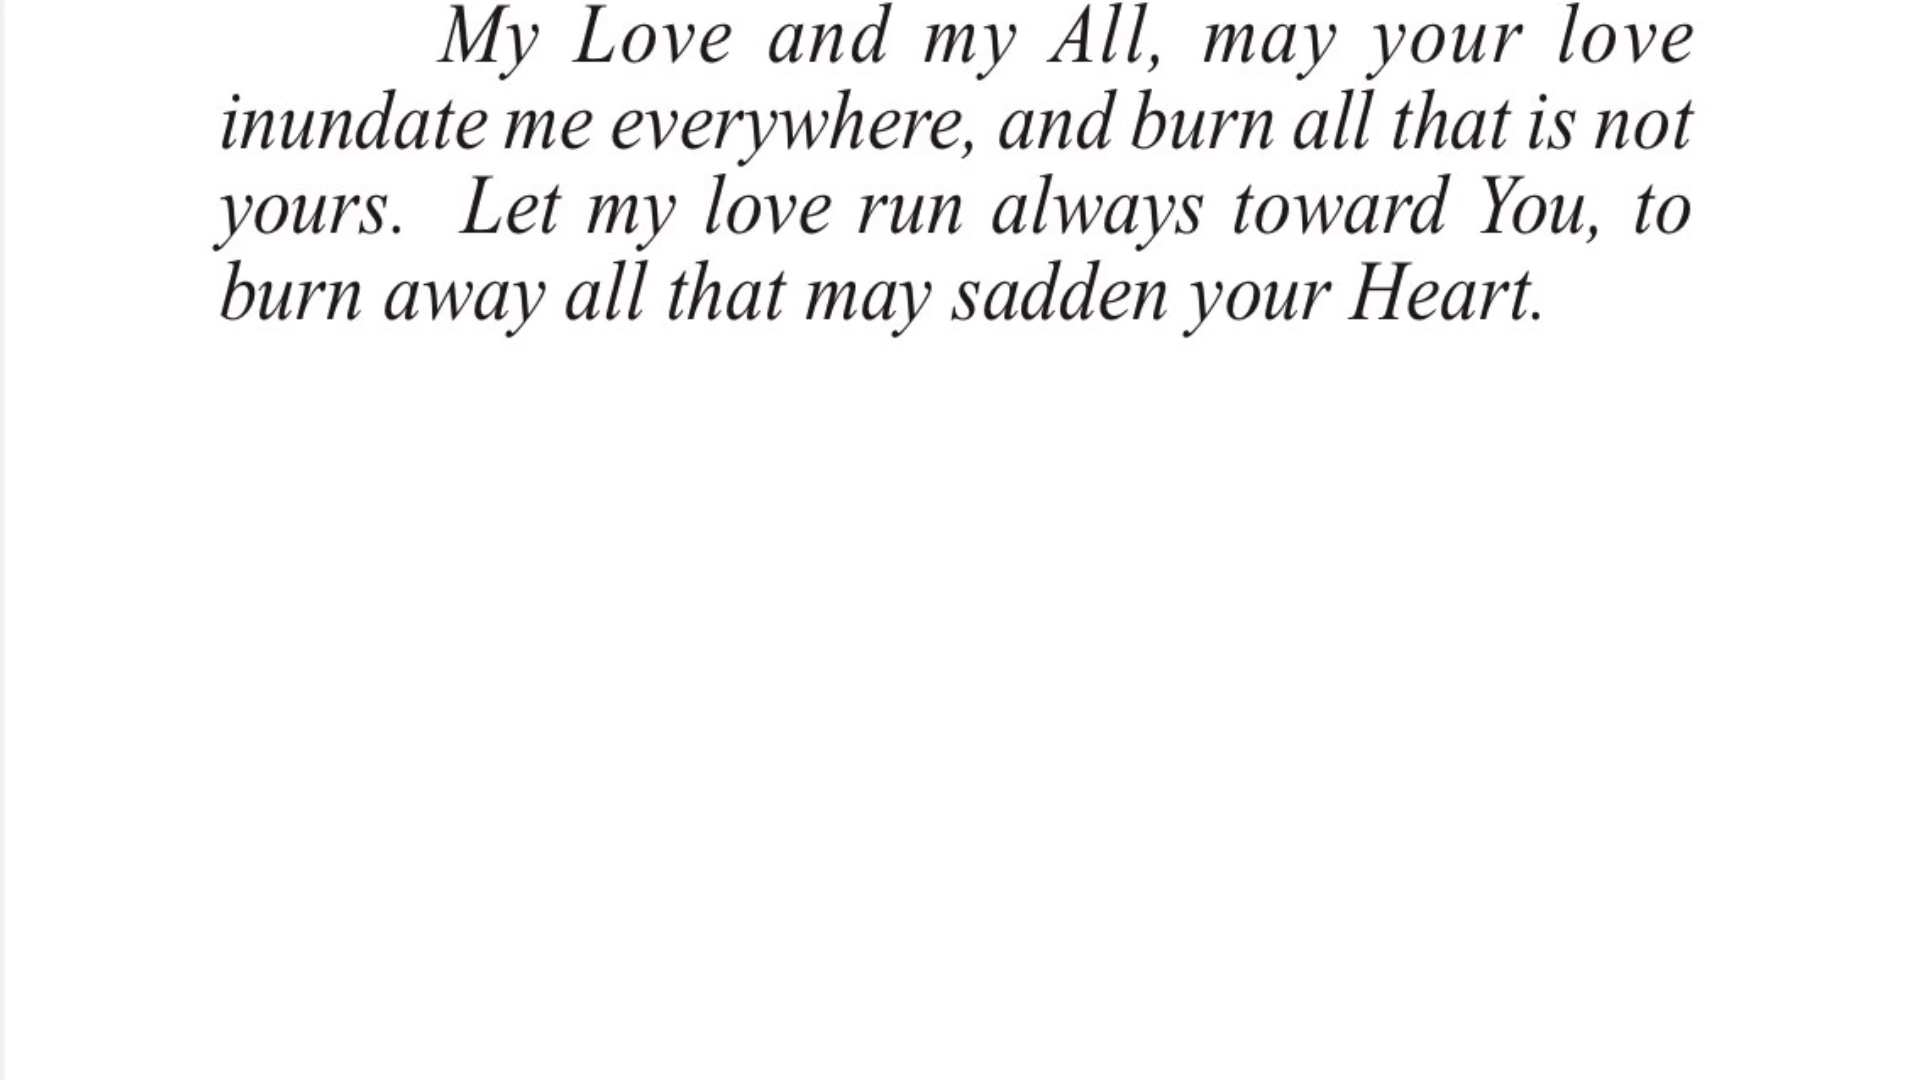 My Love and my All, may your love
inundate me everywhere, and burn all that is not
yours. Let my love run always toward You, to
burn away all that may sadden your Heart.